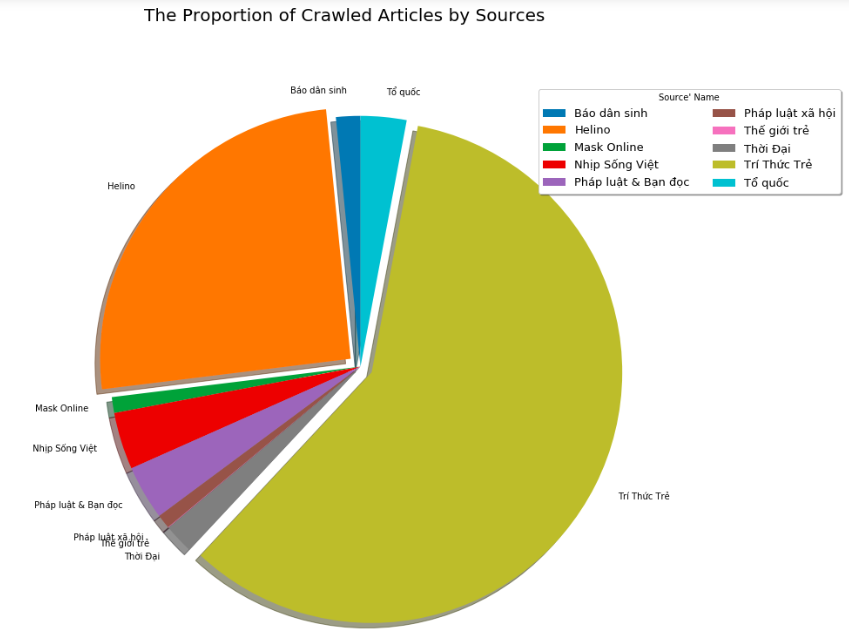 The Proportion of Crawled Articles by Sources
Báo dân sinh
Tổ quốc
Source' Name
Báo dân sinh
Helino
Mask Online
Nhịp Sống Việt
Pháp luật & Bạn đọc
Pháp luật xã hội
Thế giới trẻ
Thời Đại
Trí Thức Trẻ
Tổ quốc
Helino
Mask Online
Nhịp Sống Việt
Trí Thức Trẻ
Pháp luật & Bạn đọc
Pháp luật xã hội
Thế giới trẻ
Thời Đại